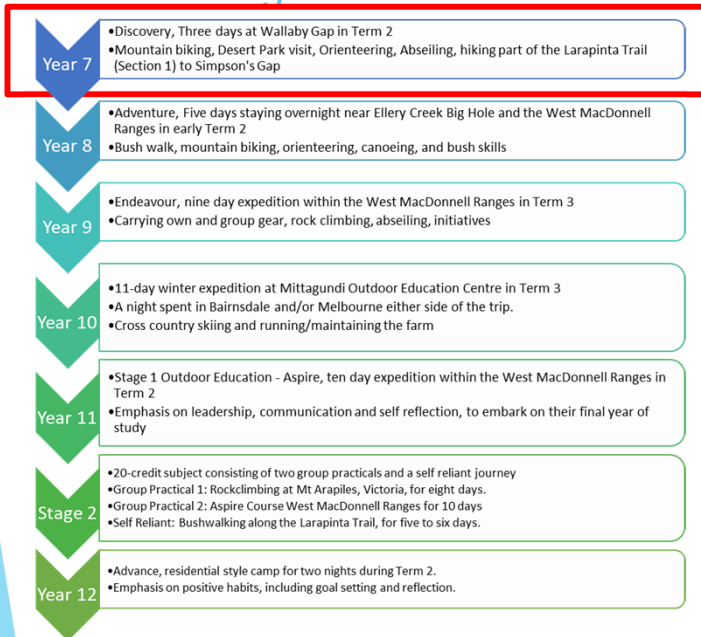 Year 7
•Discovery, Three days at Wallaby Gap in Term 2
•Mountain biking, Desert Park visit, Orienteering, Abseiling, hiking part of the Larapinta Trail
(Section 1) to Simpson's Gap
Year 8
•Adventure, Five days staying overnight near Ellery Creek Big Hole and the West MacDonnell
Ranges in early Term 2
•Bush walk, mountain biking, orienteering, canoeing, and bush skills
Year 9
•Endeavour, nine day expedition within the West MacDonnell Ranges in Term 3
•Carrying own and group gear, rock climbing, abseiling, initiatives
Year 10
•11-day winter expedition at Mittagundi Outdoor Education Centre in Term 3
•A night spent in Bairnsdale and/or Melbourne either side of the trip.
•Cross country skiing and running/maintaining the farm
Year 11
•Stage 1 Outdoor Education - Aspire, ten day expedition within the West MacDonnell Ranges in
Term 2
•Emphasis on leadership, communication and self reflection, to embark on their final year of
study
Stage 2
•20-credit subject consisting of two group practicals and a self reliant journey
•Group Practical 1: Rockclimbing at Mt Arapiles, Victoria, for eight days.
•Group Practical 2: Aspire Course West MacDonnell Ranges for 10 days
•Self Reliant: Bushwalking along the Larapinta Trail, for five to six days.
Year 12
•Advance, residential style camp for two nights during Term 2.
•Emphasis on positive habits, including goal setting and reflection.